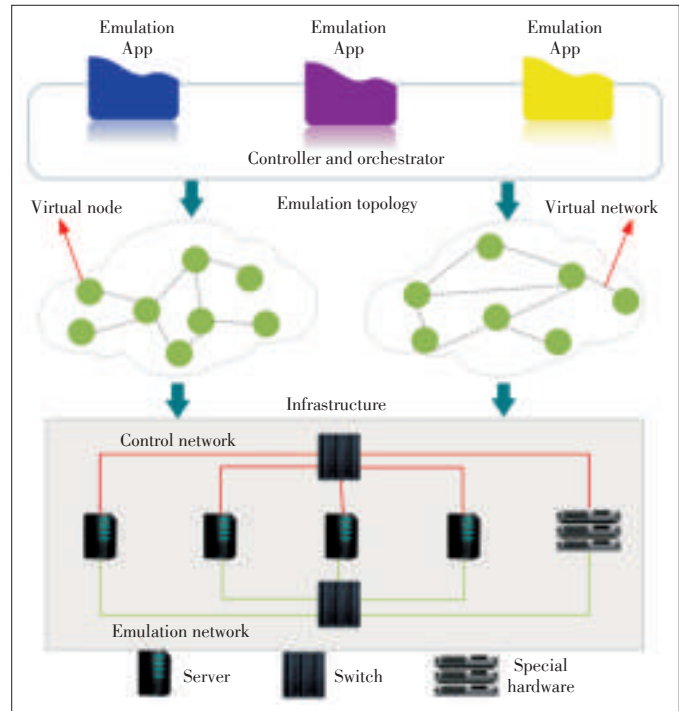 Emulation
App
Emulation
App
Emulation
App
Controller and orchestrator
Virtual node
Emulation topology
Virtual network
Infrastructure
Control network
Emulation network
Server
Switch
Special
hardware